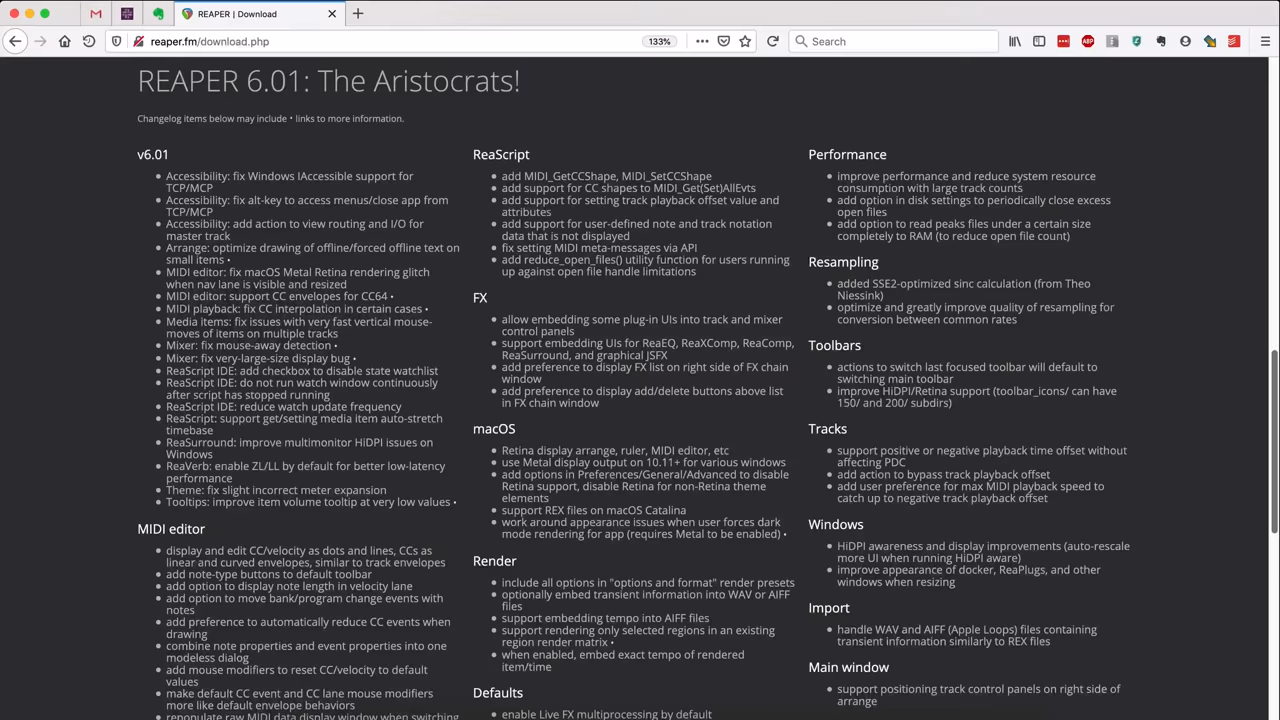 REAPER | Download
reaper.fm/download.php
133%
Search
REAPER 6.01: The Aristocrats!
Changelog items below may include • links to more information.
v6.01
Accessibility: fix Windows IAccessible support for
TCP/MCP
Accessibility: fix alt-key to access menus/close app from
TCP/MCP
Accessibility: add action to view routing and I/O for
master track
Arrange: optimize drawing of offline/forced offline text on
small items •
MIDI editor: fix macOS Metal Retina rendering glitch
when nav lane is visible and resized
MIDI editor: support CC envelopes for CC64 •
MIDI playback: fix CC interpolation in certain cases •
Media items: fix issues with very fast vertical mouse-
moves of items on multiple tracks
Mixer: fix mouse-away detection •
Mixer: fix very-large-size display bug •
ReaScript IDE: add checkbox to disable state watchlist
ReaScript IDE: do not run watch window continuously
after script has stopped running
ReaScript IDE: reduce watch update frequency
ReaScript: support get/setting media item auto-stretch
timebase
ReaSurround: improve multimonitor HiDPI issues on
Windows
ReaVerb: enable ZL/LL by default for better low-latency
performance
Theme: fix slight incorrect meter expansion
Tooltips: improve item volume tooltip at very low values •
MIDI editor
display and edit CC/velocity as dots and lines, CCs as
linear and curved envelopes, similar to track envelopes
add note-type buttons to default toolbar
add option to display note length in velocity lane
add option to move bank/program change events with
notes
add preference to automatically reduce CC events when
drawing
combine note properties and event properties into one
modeless dialog
add mouse modifiers to reset CC/velocity to default
values
make default CC event and CC lane mouse modifiers
more like default envelope behaviors
repopulate raw MIDI data display window when switching
ReaScript
add MIDI_GetCCShape, MIDI_SetCCShape
add support for CC shapes to MIDI_Get(Set)AllEvts
add support for setting track playback offset value and
attributes
add support for user-defined note and track notation
data that is not displayed
fix setting MIDI meta-messages via API
add reduce_open_files() utility function for users running
up against open file handle limitations
FX
allow embedding some plug-in UIs into track and mixer
control panels
support embedding UIs for ReaEQ, ReaXComp, ReaComp,
ReaSurround, and graphical JSFX
add preference to display FX list on right side of FX chain
window
add preference to display add/delete buttons above list
in FX chain window
macOS
Retina display arrange, ruler, MIDI editor, etc
use Metal display output on 10.11+ for various windows
add options in Preferences/General/Advanced to disable
Retina support, disable Retina for non-Retina theme
elements
support REX files on macOS Catalina
work around appearance issues when user forces dark
mode rendering for app (requires Metal to be enabled) •
Render
include all options in "options and format" render presets
optionally embed transient information into WAV or AIFF
files
support embedding tempo into AIFF files
support rendering only selected regions in an existing
region render matrix •
when enabled, embed exact tempo of rendered
item/time
Defaults
enable Live FX multiprocessing by default
Performance
improve performance and reduce system resource
consumption with large track counts
add option in disk settings to periodically close excess
open files
add option to read peaks files under a certain size
completely to RAM (to reduce open file count)
Resampling
added SSE2-optimized sinc calculation (from Theo
Niessink)
optimize and greatly improve quality of resampling for
conversion between common rates
Toolbars
actions to switch last focused toolbar will default to
switching main toolbar
improve HiDPI/Retina support (toolbar_icons/ can have
150/ and 200/ subdirs)
Tracks
support positive or negative playback time offset without
affecting PDC
add action to bypass track playback offset
add user preference for max MIDI playback speed to
catch up to negative track playback offset
Windows
HiDPI awareness and display improvements (auto-rescale
more UI when running HiDPI aware)
improve appearance of docker, ReaPlugs, and other
windows when resizing
Import
handle WAV and AIFF (Apple Loops) files containing
transient information similarly to REX files
Main window
support positioning track control panels on right side of
arrange